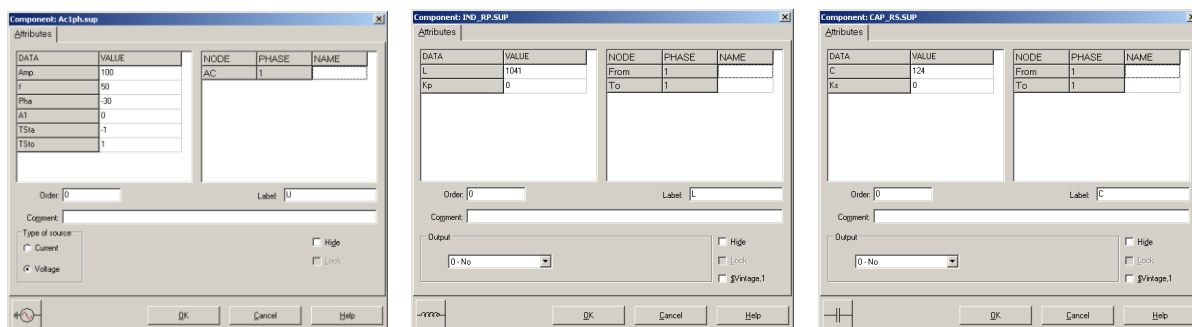 Component: Ac1ph.sup
Attributes
DATA VALUE NODE PHASE NAME
Amp. 100 AC 1
f 50
Pha -30
A1 0
TSta -1
TSto 1
Order: 0 Label: U
Comment:
Type of source
Current
Voltage
Hide
Lock
OK Cancel Help
Component: IND_RP.SUP
Attributes
DATA VALUE NODE PHASE NAME
L 1041 From 1
Kp 0 To 1
Order: 0 Label: L
Comment:
Output
0 - No
Hide
Lock
$Vintage,1
OK Cancel Help
Component: CAP_RS.SUP
Attributes
DATA VALUE NODE PHASE NAME
C 124 From 1
Ks 0 To 1
Order: 0 Label: C
Comment:
Output
0 - No
Hide
Lock
$Vintage,1
OK Cancel Help